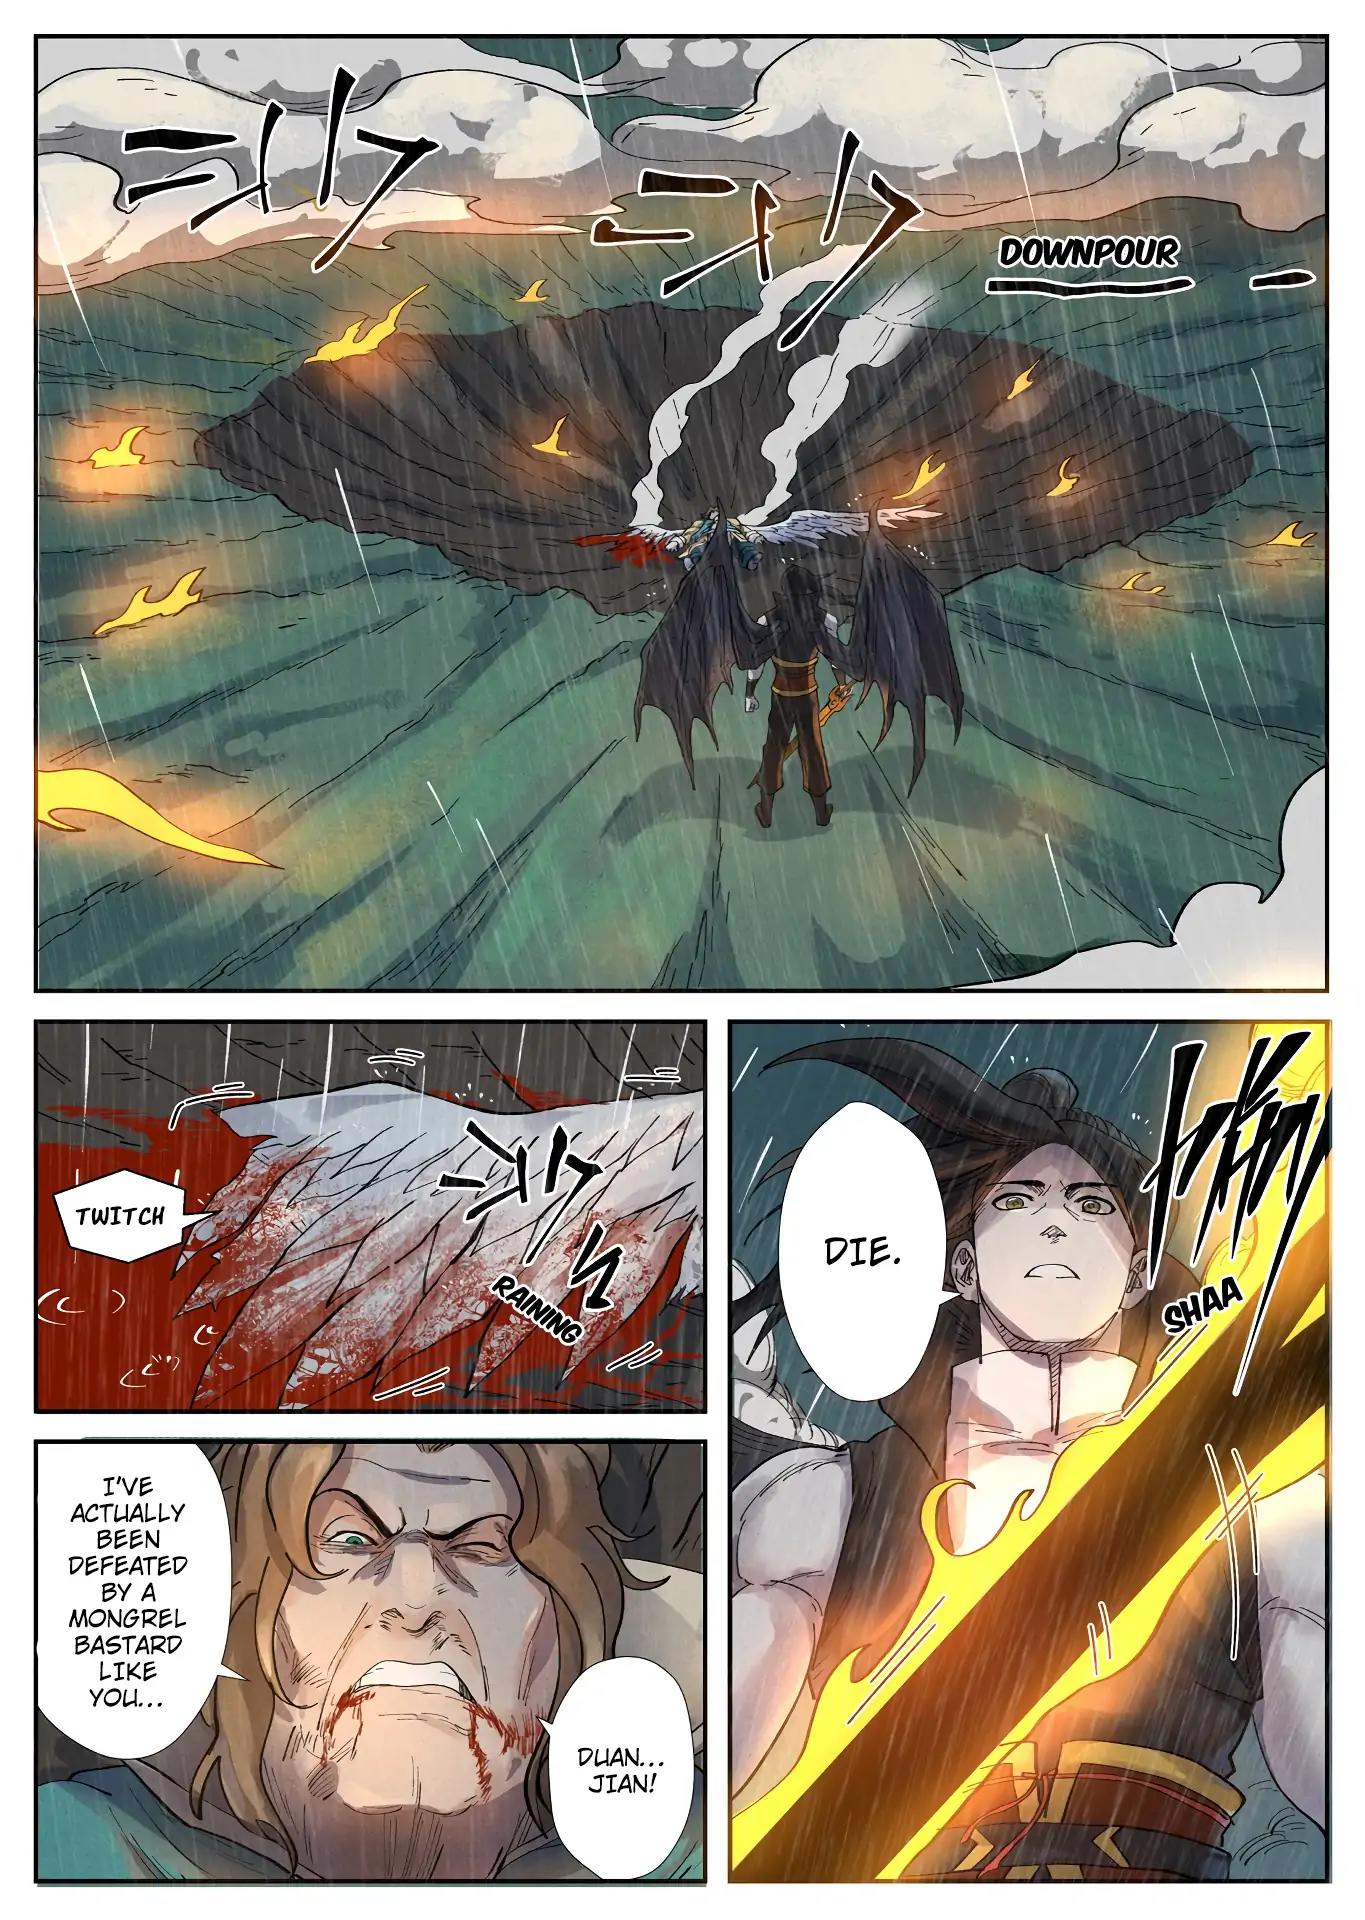 DOWNPOUR
TWITCH
RAINING
I'VE
ACTUALLY
BEEN
DEFEATED
BY A
MONGREL
BASTARD
LIKE
YOU...
DUAN...
JIAN!
DIE.
SHAA